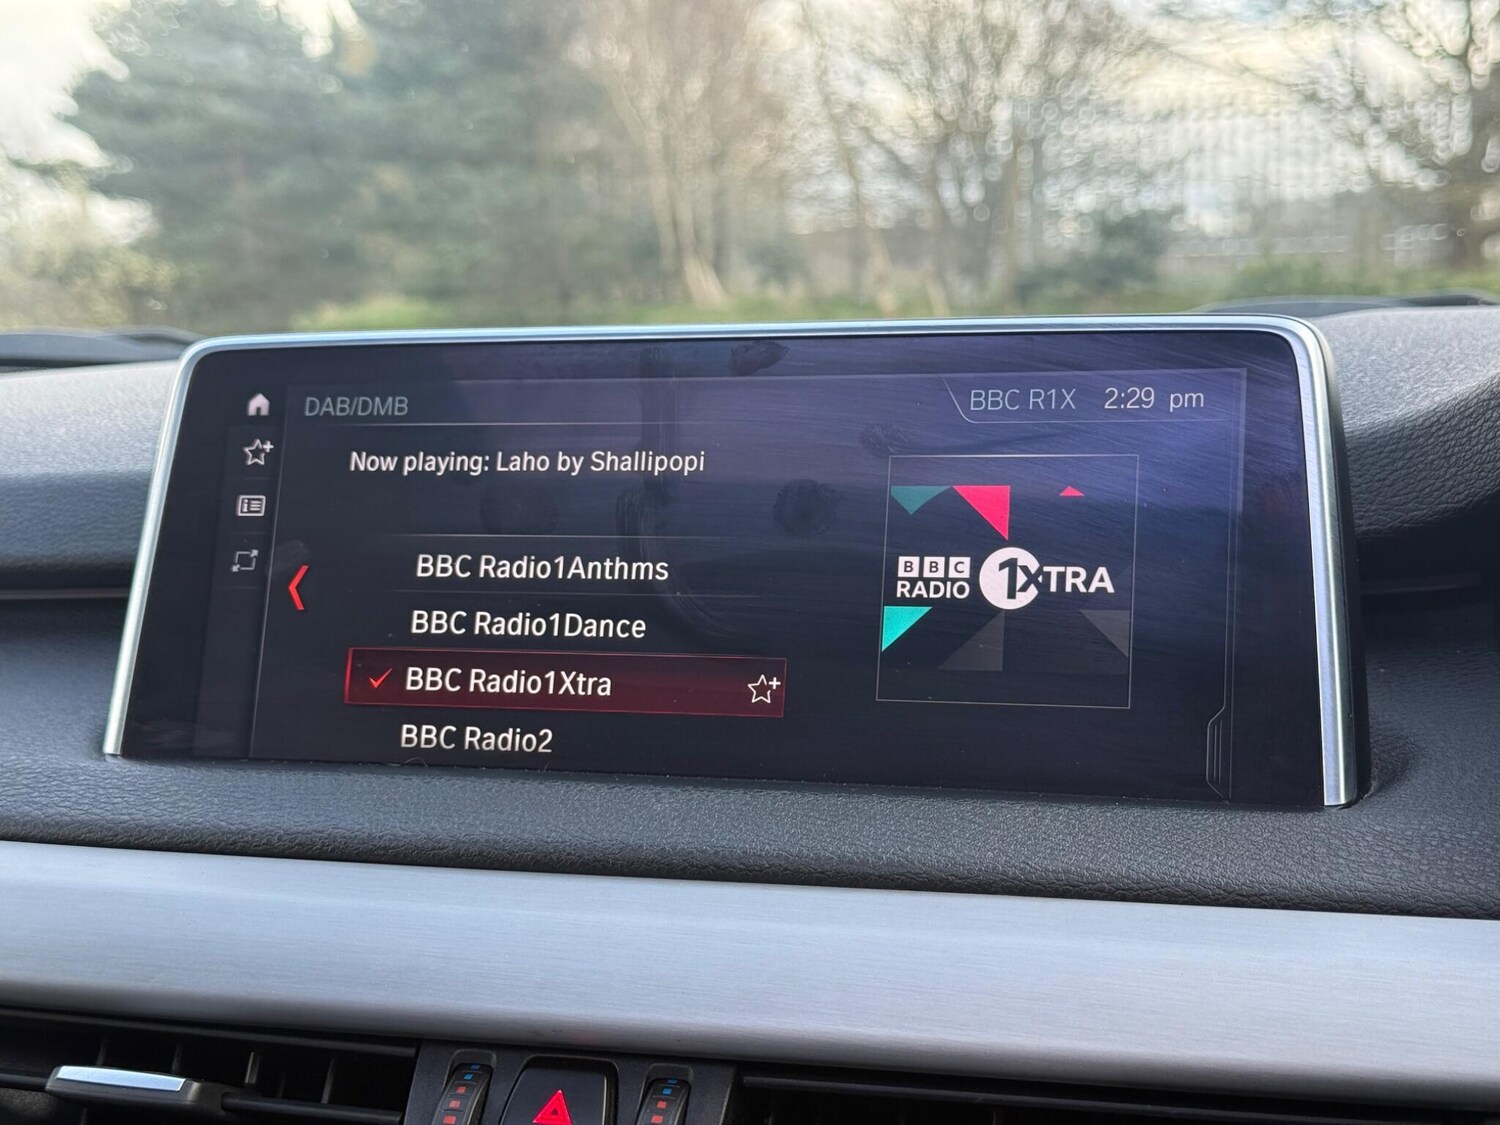 DAB/DMB
BBC R1X 2:29 pm
Now playing: Laho by Shallipopi
BBC Radio1Anthms
BBC Radio1Dance
BBC Radio1Xtra
BBC Radio2
BBC
RADIO
1XTRA